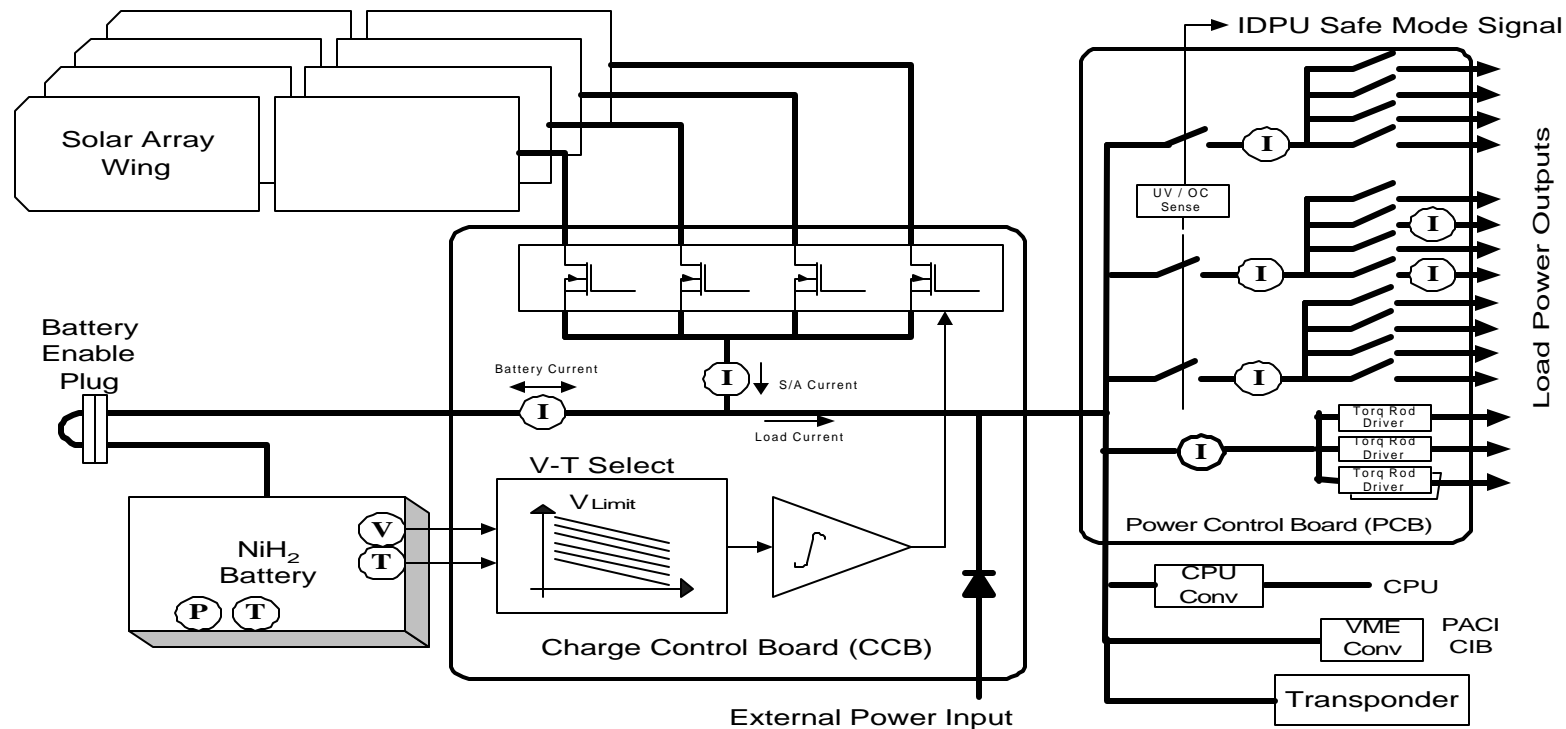 IDPU Safe Mode Signal
Solar Array
Wing
UV / OC
Sense
I
I
I
I
I
Load Power Outputs
Battery
Enable
Plug
Battery Current
I
I
S/A Current
Load Current
I
Torq Rod
Driver
Torq Rod
Driver
Torq Rod
Driver
Power Control Board (PCB)
V-T Select
V Limit
V
T
NiH2
Battery
P
T
Charge Control Board (CCB)
External Power Input
CPU
Conv
CPU
VME
Conv
PACI
CIB
Transponder